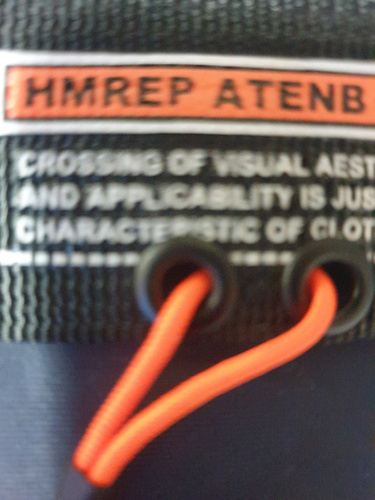 HMREP ATENB
CROSSING OF VISUAL AEST
AND APPLICABILITY IS JUS
CHARACTERISTIC OF CLOT